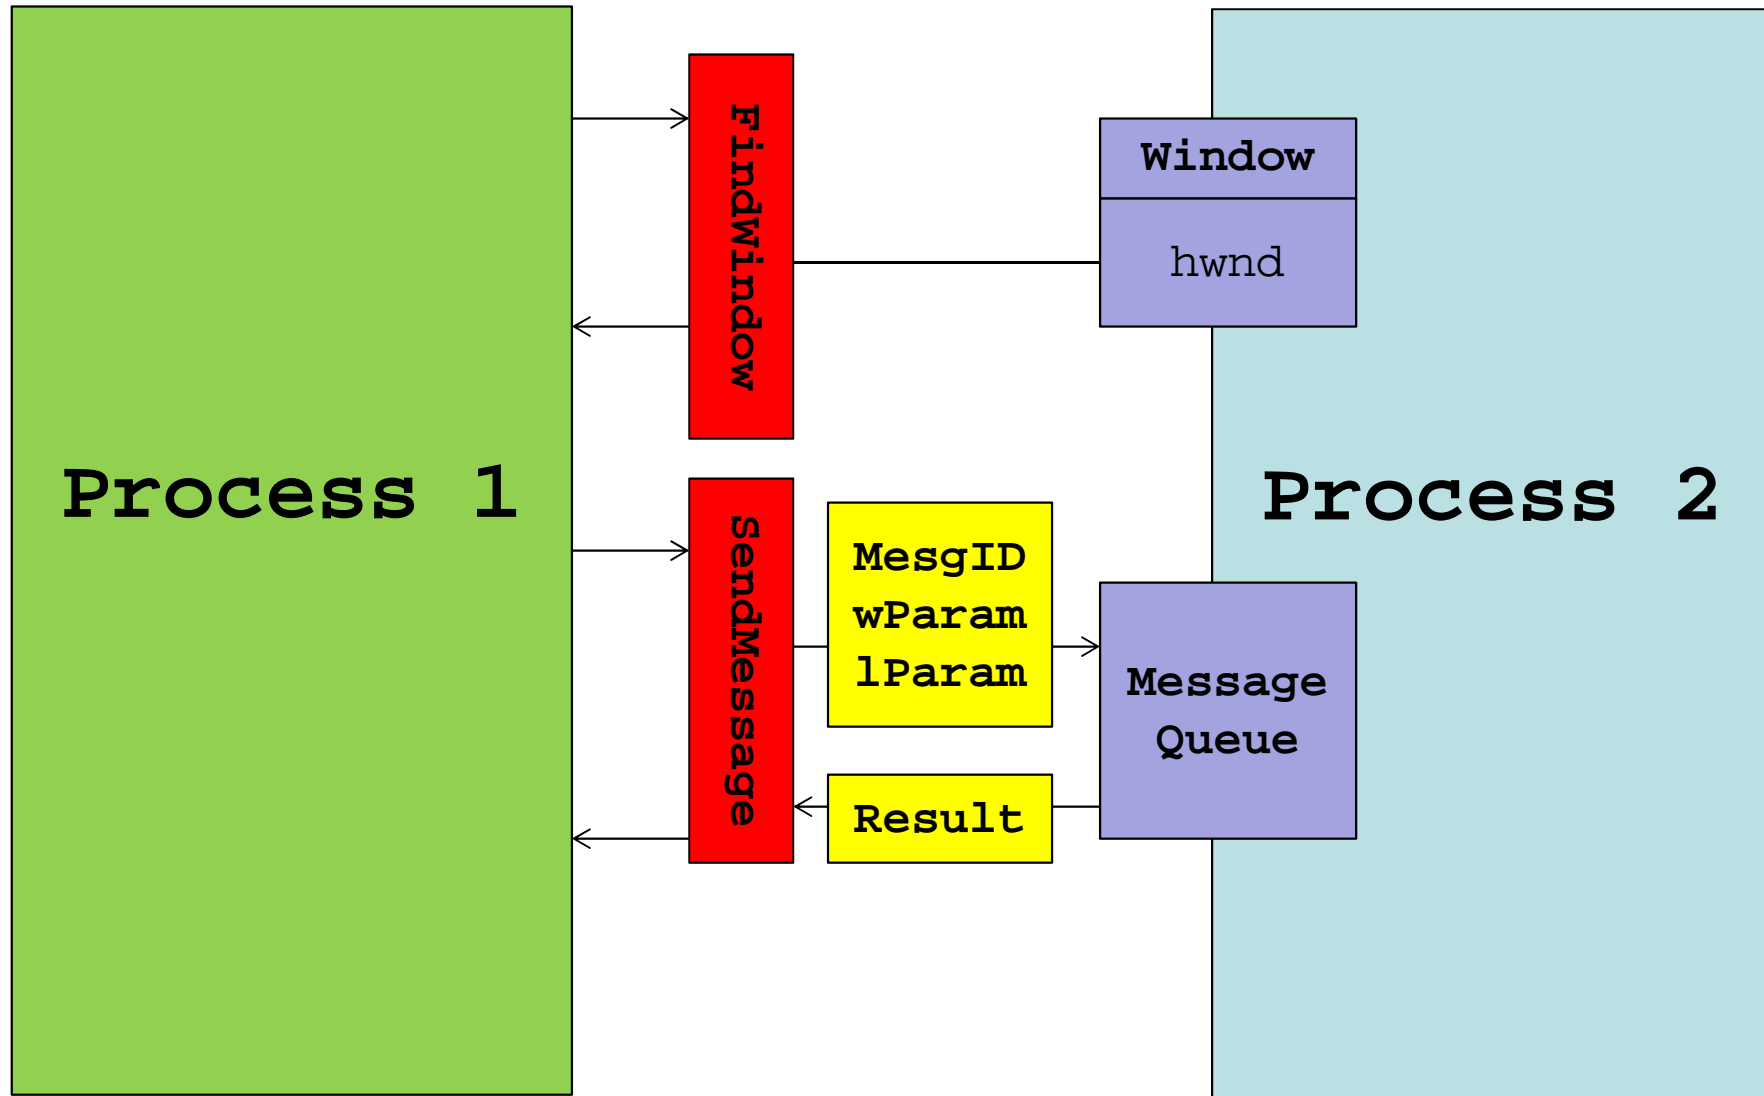 Process 1
FindWindow
Window
hwnd
SendMessage
MesgID
wParam
lParam
Result
Message
Queue
Process 2